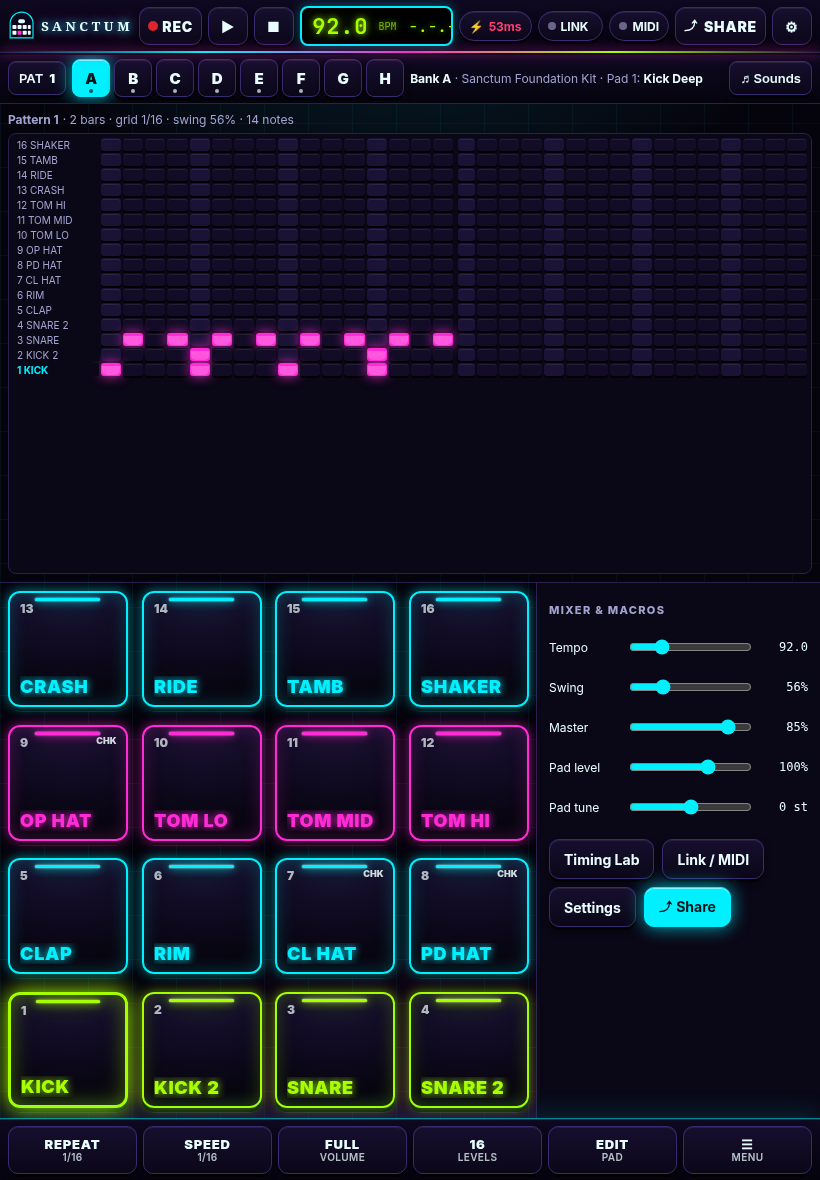 SANCTUM
REC
92.0 BPM -.-.-
53ms
LINK
MIDI
SHARE
PAT 1
A B C D E F G H
Bank A · Sanctum Foundation Kit · Pad 1: Kick Deep
Sounds
Pattern 1 · 2 bars · grid 1/16 · swing 56% · 14 notes
16 SHAKER
15 TAMB
14 RIDE
13 CRASH
12 TOM HI
11 TOM MID
10 TOM LO
9 OP HAT
8 PD HAT
7 CL HAT
6 RIM
5 CLAP
4 SNARE 2
3 SNARE
2 KICK 2
1 KICK
13
CRASH
14
RIDE
15
TAMB
16
SHAKER
9
CHK
OP HAT
10
TOM LO
11
TOM MID
12
TOM HI
5
CLAP
6
RIM
7
CHK
CL HAT
8
CHK
PD HAT
1
KICK
2
KICK 2
3
SNARE
4
SNARE 2
MIXER & MACROS
Tempo 92.0
Swing 56%
Master 85%
Pad level 100%
Pad tune 0 st
Timing Lab
Link / MIDI
Settings
Share
REPEAT
1/16
SPEED
1/16
FULL
VOLUME
16
LEVELS
EDIT
PAD
MENU